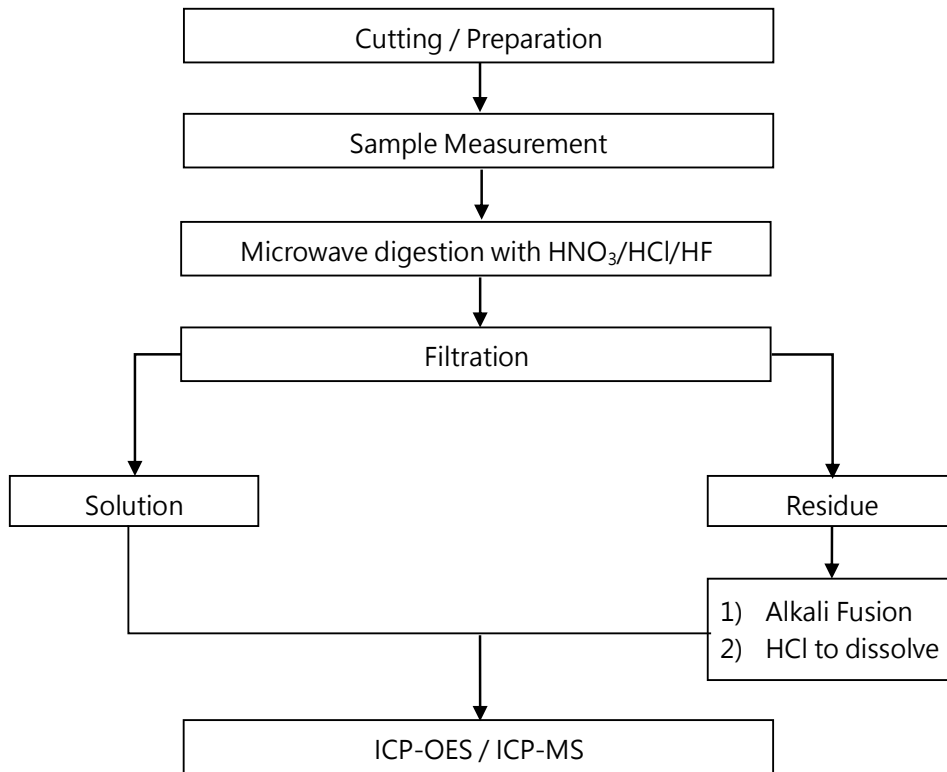 Cutting / Preparation
Sample Measurement
Microwave digestion with HNO₃/HCl/HF
Filtration
Solution
Residue
1) Alkali Fusion
2) HCl to dissolve
ICP-OES / ICP-MS